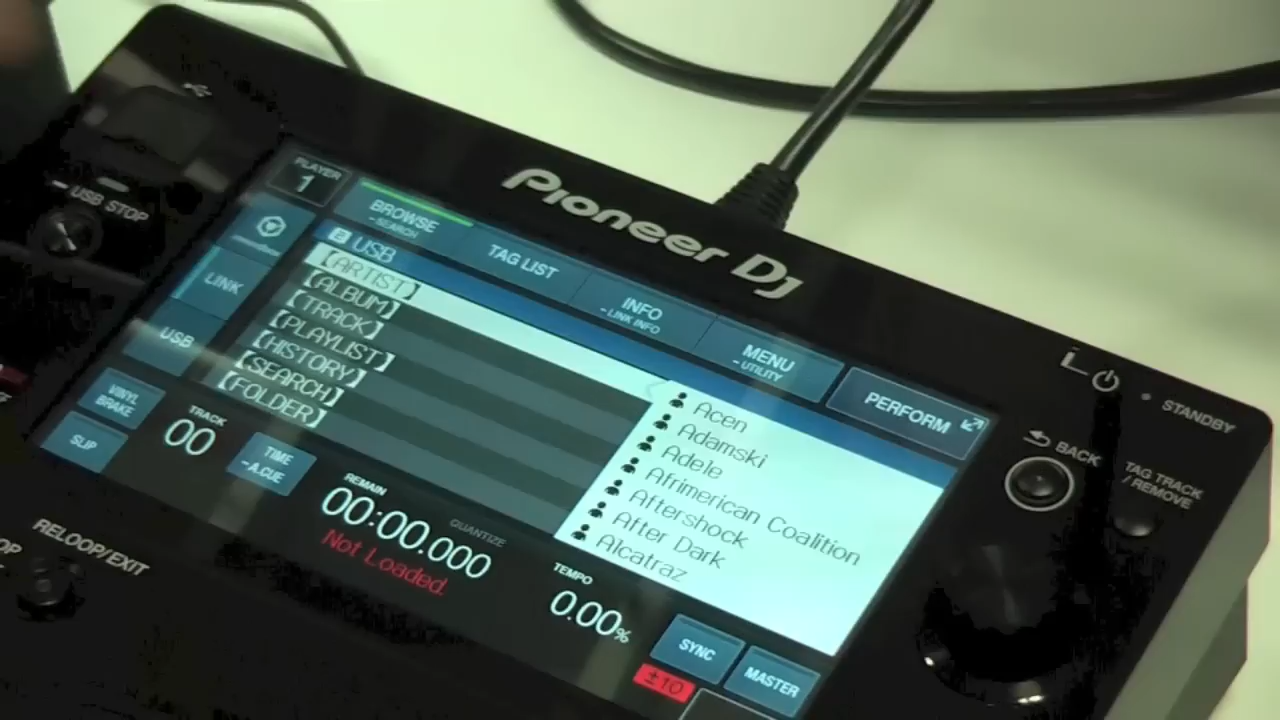 Pioneer DJ
PLAYER
1
BROWSE
-SEARCH
TAG LIST
INFO
-LINK INFO
MENU
-UTILITY
PERFORM
USB STOP
LINK
USB
USB
[ARTIST]
[ALBUM]
[TRACK]
[PLAYLIST]
[HISTORY]
[SEARCH]
[FOLDER]
Acen
Adamski
Adele
Afrimerican Coalition
Aftershock
After Dark
Alcatraz
STANDBY
BACK
TAG TRACK
/ REMOVE
VINYL
BRAKE
SLIP
TRACK
00
TIME
-A.CUE
REMAIN
00:00.000
QUANTIZE
Not Loaded.
TEMPO
0.00%
SYNC
MASTER
±10
RELOOP/EXIT